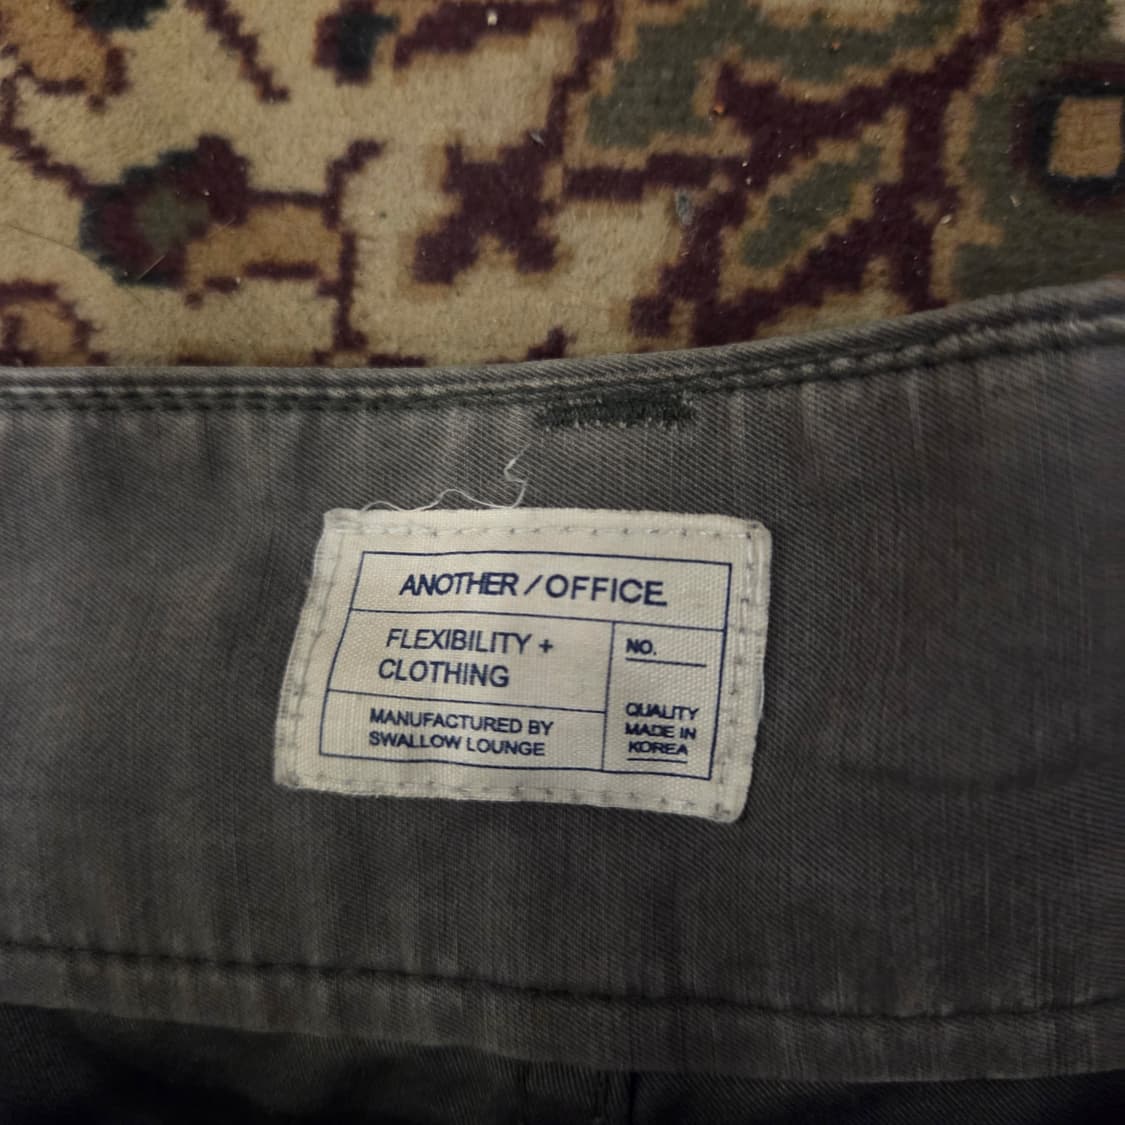 ANOTHER / OFFICE
FLEXIBILITY +
CLOTHING
MANUFACTURED BY
SWALLOW LOUNGE
NO.
QUALITY
MADE IN
KOREA